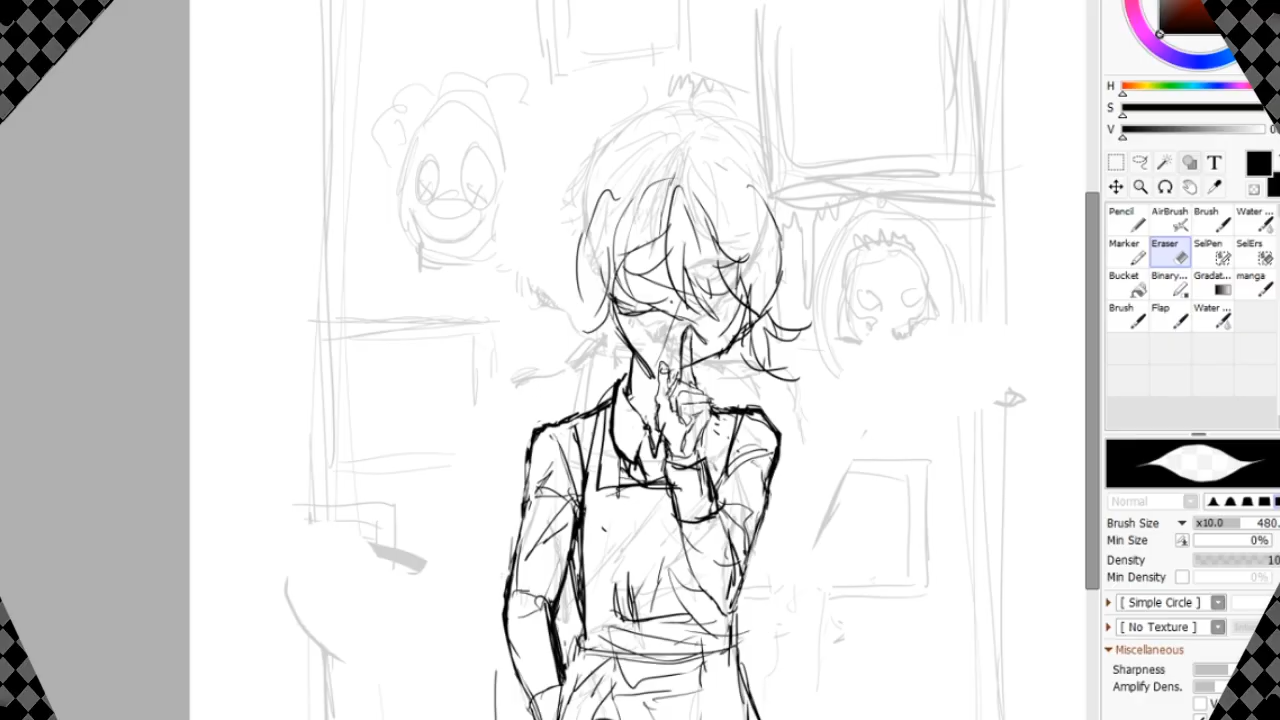 H
S
V 0
T
Pencil AirBrush Brush Water ...
Marker Eraser SelPen SelErs
Bucket Binary... Gradat... manga
Brush Flap Water ...
Normal
Brush Size x10.0 480.
Min Size 0%
Density 10
Min Density 0%
[ Simple Circle ]
[ No Texture ]
Miscellaneous
Sharpness
Amplify Dens.
V